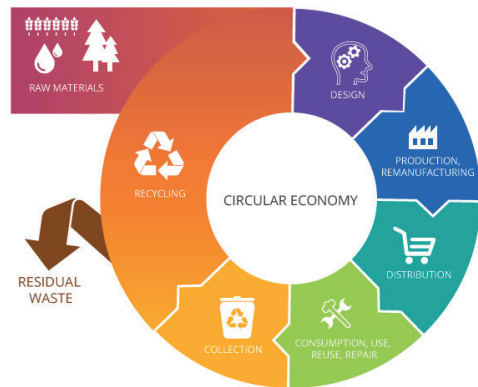 RAW MATERIALS
DESIGN
PRODUCTION,
REMANUFACTURING
RECYCLING
CIRCULAR ECONOMY
DISTRIBUTION
RESIDUAL
WASTE
COLLECTION
CONSUMPTION, USE,
REUSE, REPAIR